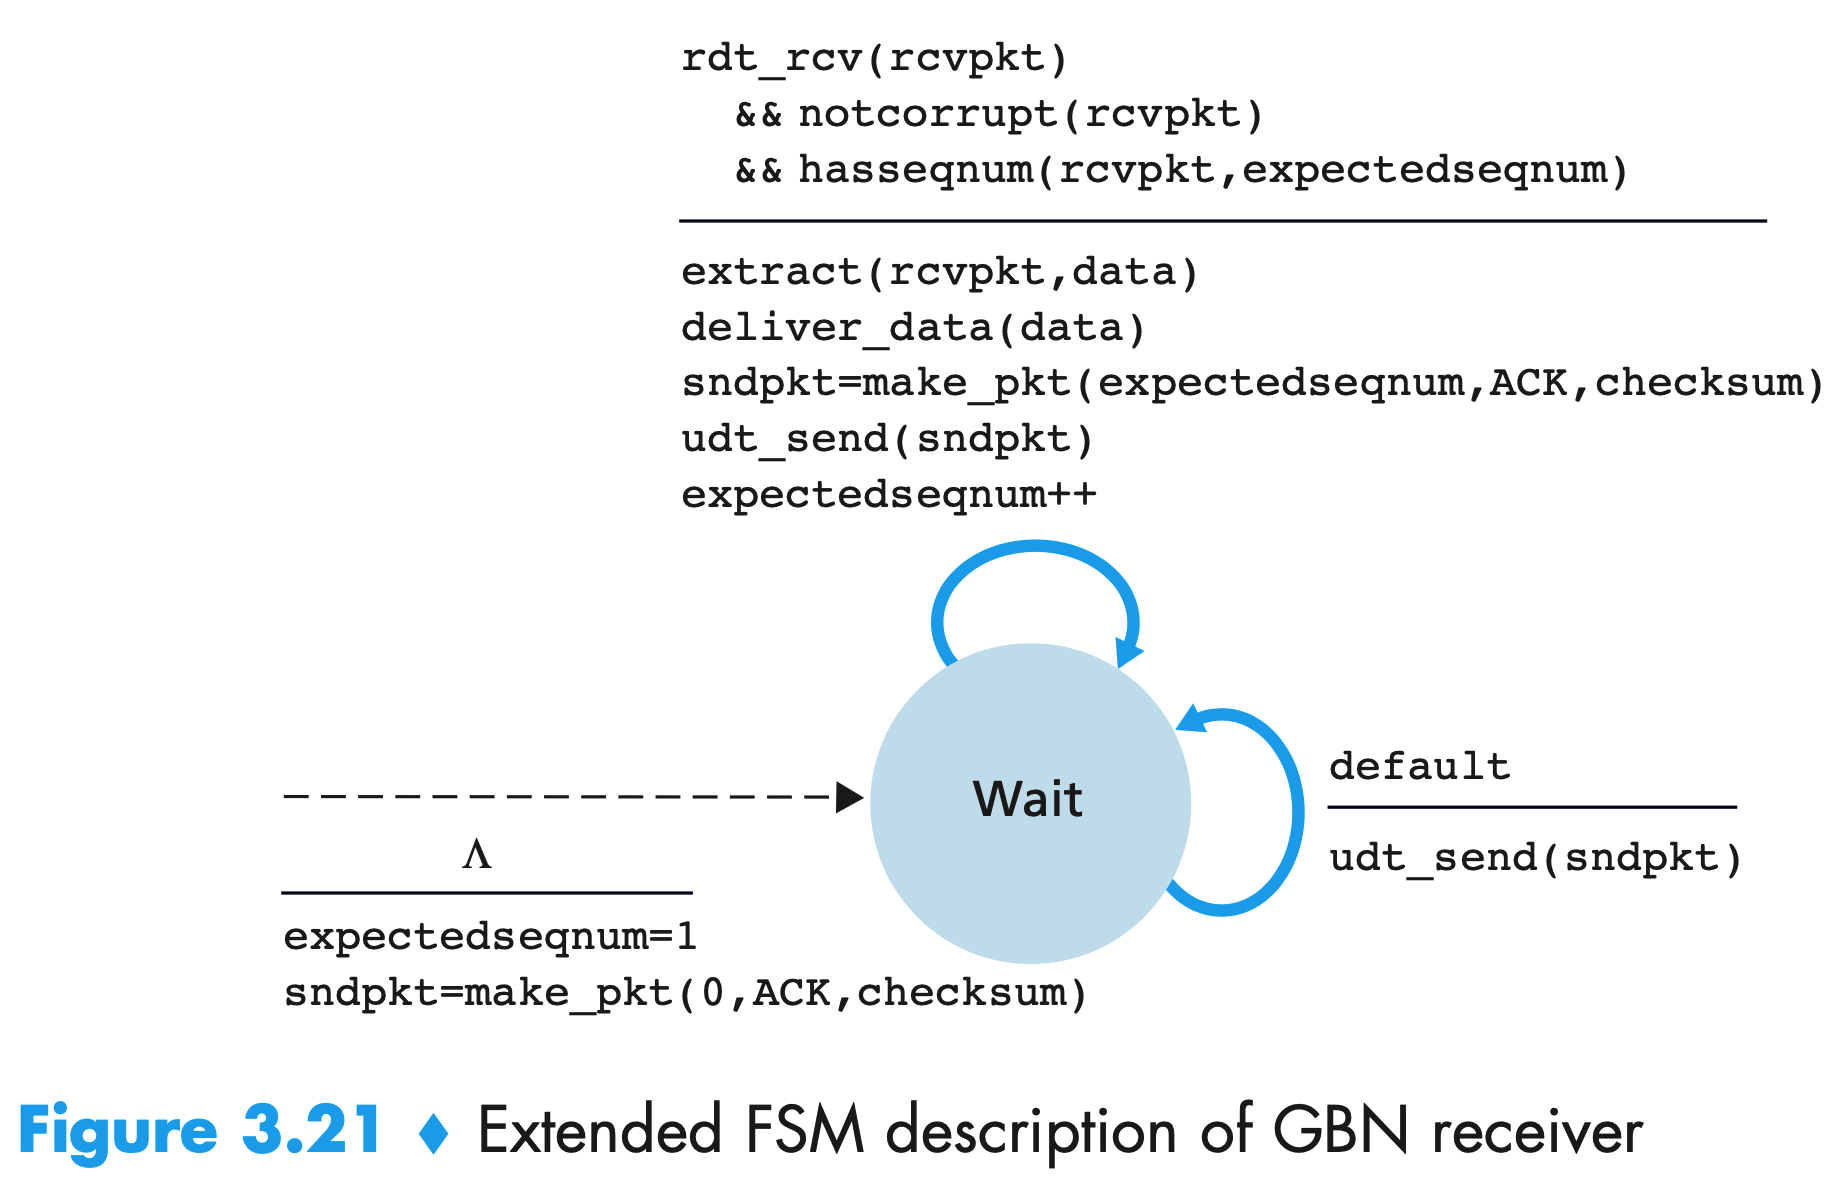 rdt_rcv(rcvpkt)
&& notcorrupt(rcvpkt)
&& hasseqnum(rcvpkt,expectedseqnum)
extract(rcvpkt,data)
deliver_data(data)
sndpkt=make_pkt(expectedseqnum,ACK,checksum)
udt_send(sndpkt)
expectedseqnum++
Wait
default
udt_send(sndpkt)
Λ
expectedseqnum=1
sndpkt=make_pkt(0,ACK,checksum)
Figure 3.21 ♦ Extended FSM description of GBN receiver